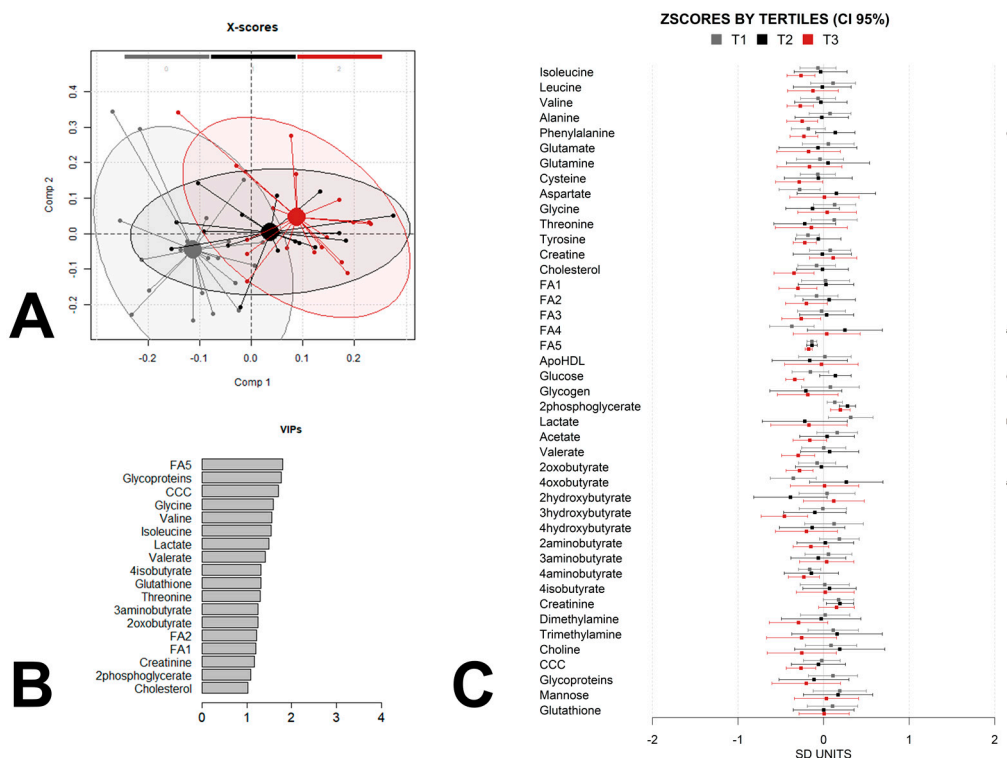 X-scores
0 2
0.4
0.3
0.2
0.1
0.0
-0.1
-0.2
Comp 2
-0.2 -0.1 0.0 0.1 0.2
Comp 1
A
VIPs
FA5
Glycoproteins
CCC
Glycine
Valine
Isoleucine
Lactate
Valerate
4isobutyrate
Glutathione
Threonine
3aminobutyrate
2oxobutyrate
FA2
FA1
Creatinine
2phosphoglycerate
Cholesterol
0 1 2 3 4
B
ZSCORES BY TERTILES (CI 95%)
T1 T2 T3
Isoleucine
Leucine
Valine
Alanine
Phenylalanine
Glutamate
Glutamine
Cysteine
Aspartate
Glycine
Threonine
Tyrosine
Creatine
Cholesterol
FA1
FA2
FA3
FA4
FA5
ApoHDL
Glucose
Glycogen
2phosphoglycerate
Lactate
Acetate
Valerate
2oxobutyrate
4oxobutyrate
2hydroxybutyrate
3hydroxybutyrate
4hydroxybutyrate
2aminobutyrate
3aminobutyrate
4aminobutyrate
4isobutyrate
Creatinine
Dimethylamine
Trimethylamine
Choline
CCC
Glycoproteins
Mannose
Glutathione
-2 -1 0 1 2
SD UNITS
C